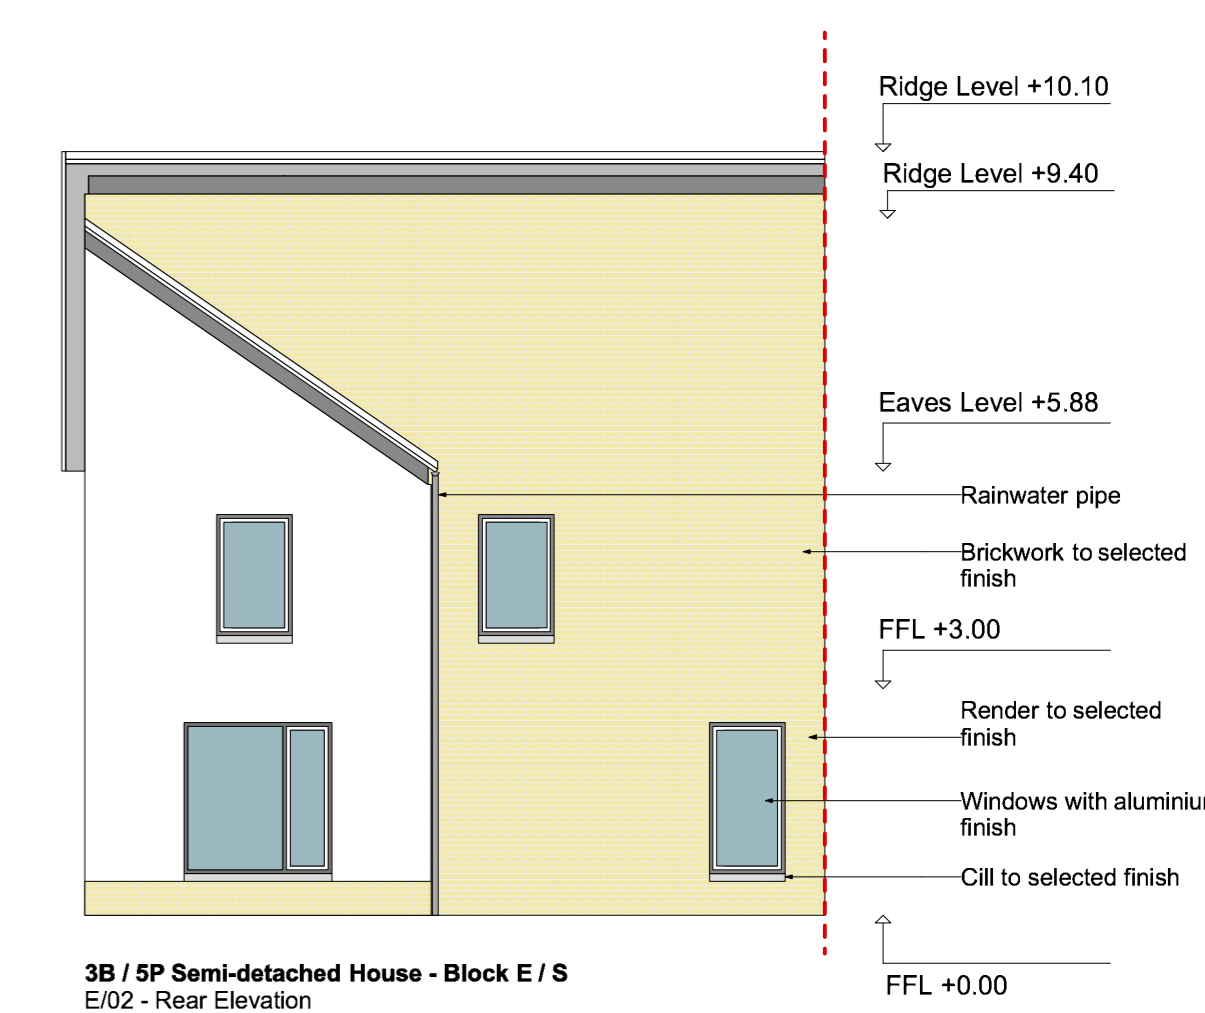 Ridge Level +10.10
Ridge Level +9.40
Eaves Level +5.88
Rainwater pipe
Brickwork to selected
finish
FFL +3.00
Render to selected
finish
Windows with
finish
Cill to selected finish
FFL +0.00
3B / 5P Semi-detached House - Block E / S
E/02 - Rear Elevation